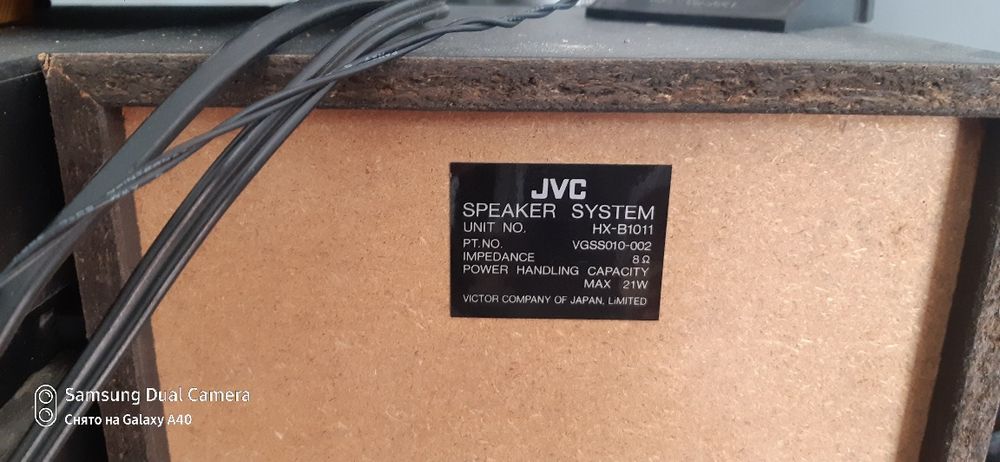 JVC
SPEAKER SYSTEM
UNIT NO. HX-B1011
PT.NO. VGSS010-002
IMPEDANCE 8Ω
POWER HANDLING CAPACITY
MAX 21W
VICTOR COMPANY OF JAPAN, LIMITED
Samsung Dual Camera
Снято на Galaxy A40